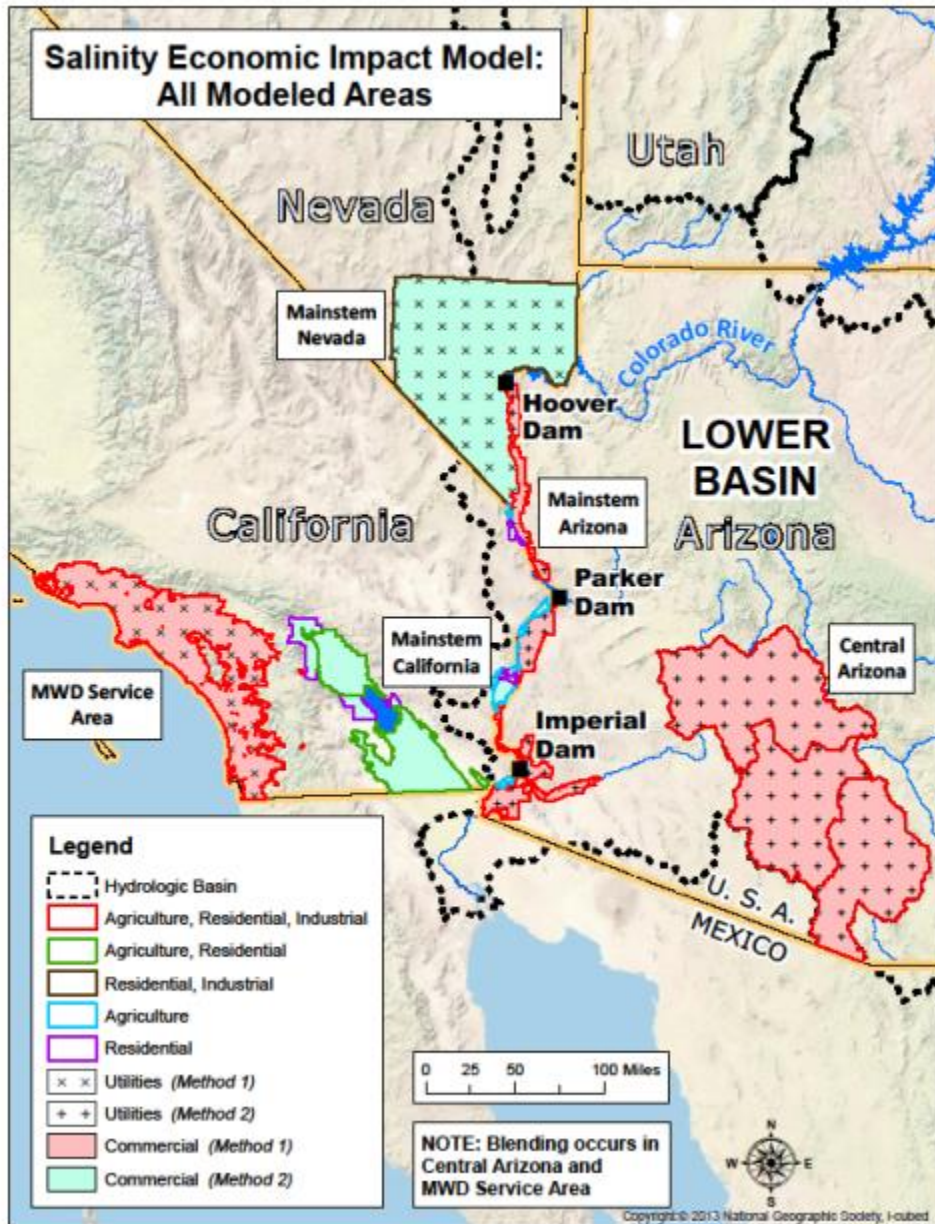 Salinity Economic Impact Model:
All Modeled Areas
Utah
Nevada
Mainstem
Nevada
Colorado River
Hoover
Dam
LOWER
BASIN
Mainstem
Arizona
California
Arizona
Parker
Dam
Mainstem
California
Central
Arizona
MWD Service
Area
Imperial
Dam
U. S. A.
MEXICO
Legend
Hydrologic Basin
Agriculture, Residential, Industrial
Agriculture, Residential
Residential, Industrial
Agriculture
Residential
× × Utilities (Method 1)
+ + Utilities (Method 2)
Commercial (Method 1)
Commercial (Method 2)
0 25 50 100 Miles
NOTE: Blending occurs in
Central Arizona and
MWD Service Area
N
W E
S
Copyright:© 2013 National Geographic Society, i-cubed